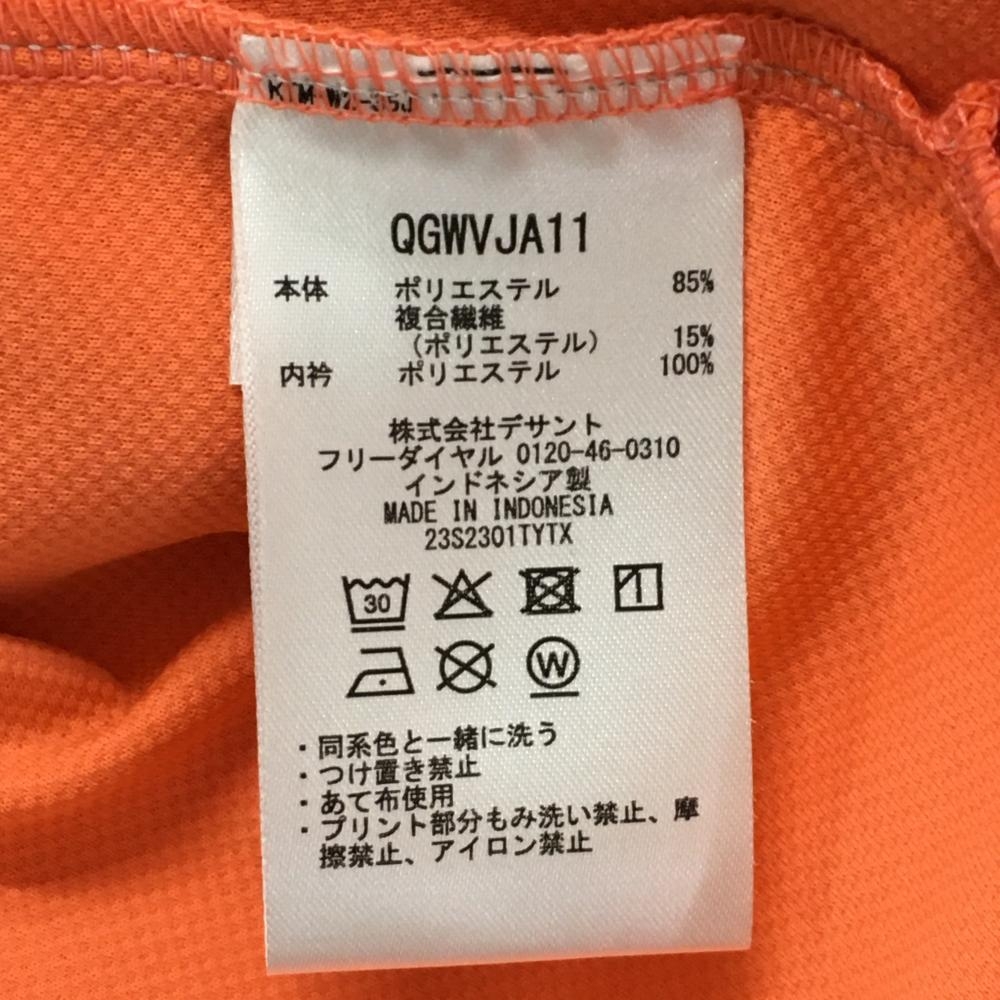 QGWVJA11
本体 ポリエステル 85%
複合繊維
(ポリエステル) 15%
内衿 ポリエステル 100%
株式会社デサント
フリーダイヤル 0120-46-0310
インドネシア製
MADE IN INDONESIA
23S2301TYTX
30
1
W
・同系色と一緒に洗う
・つけ置き禁止
・あて布使用
・プリント部分もみ洗い禁止、摩
擦禁止、アイロン禁止